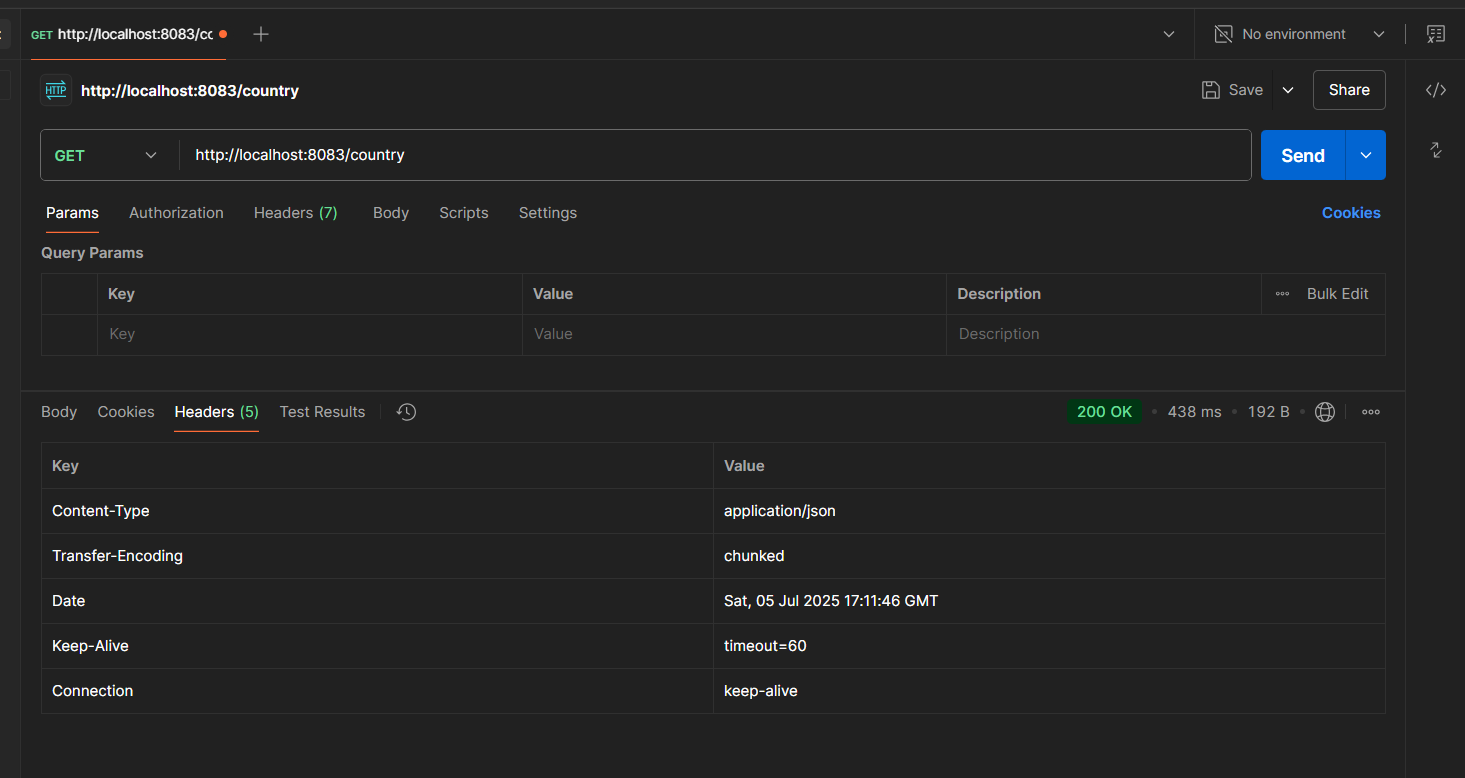 GET http://localhost:8083/cc
No environment
HTTP http://localhost:8083/country
Save
Share
GET http://localhost:8083/country
Send
Params Authorization Headers (7) Body Scripts Settings Cookies
Query Params
Key Value Description Bulk Edit
Key Value Description
Body Cookies Headers (5) Test Results 200 OK 438 ms 192 B
Key Value
Content-Type application/json
Transfer-Encoding chunked
Date Sat, 05 Jul 2025 17:11:46 GMT
Keep-Alive timeout=60
Connection keep-alive